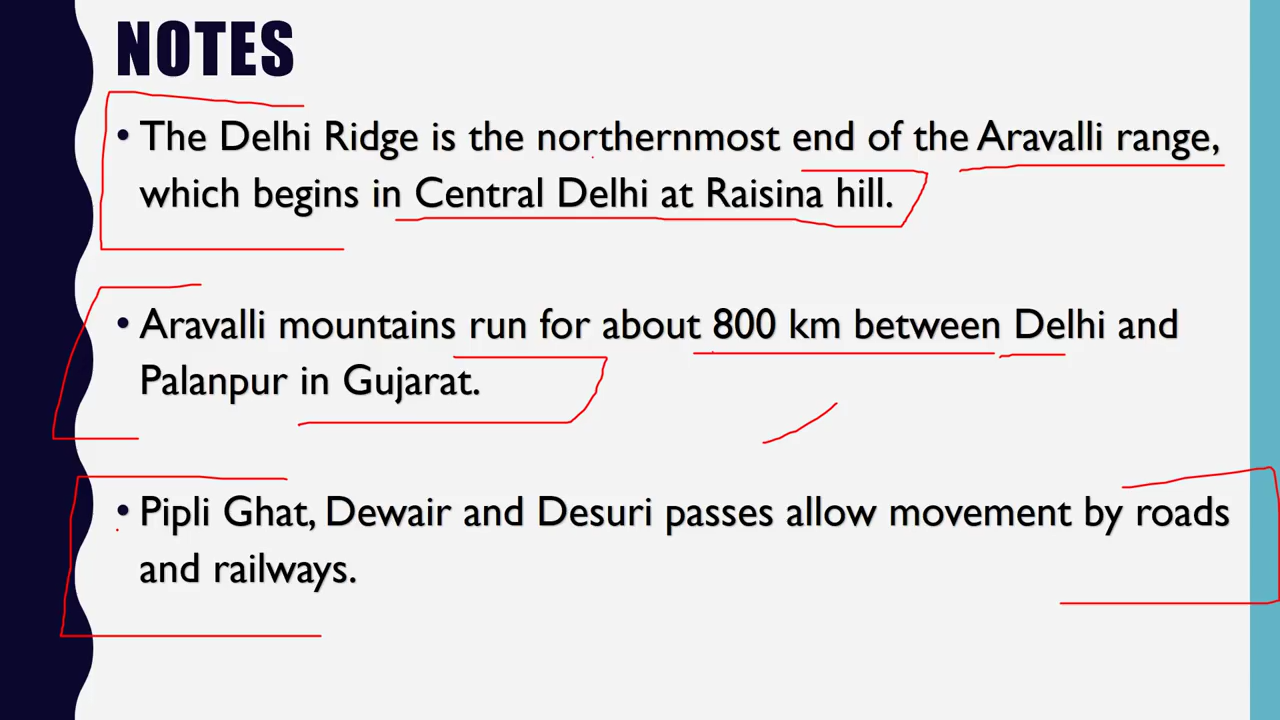 NOTES
• The Delhi Ridge is the northernmost end of the Aravalli range,
which begins in Central Delhi at Raisina hill.
• Aravalli mountains run for about 800 km between Delhi and
Palanpur in Gujarat.
• Pipli Ghat, Dewair and Desuri passes allow movement by roads
and railways.